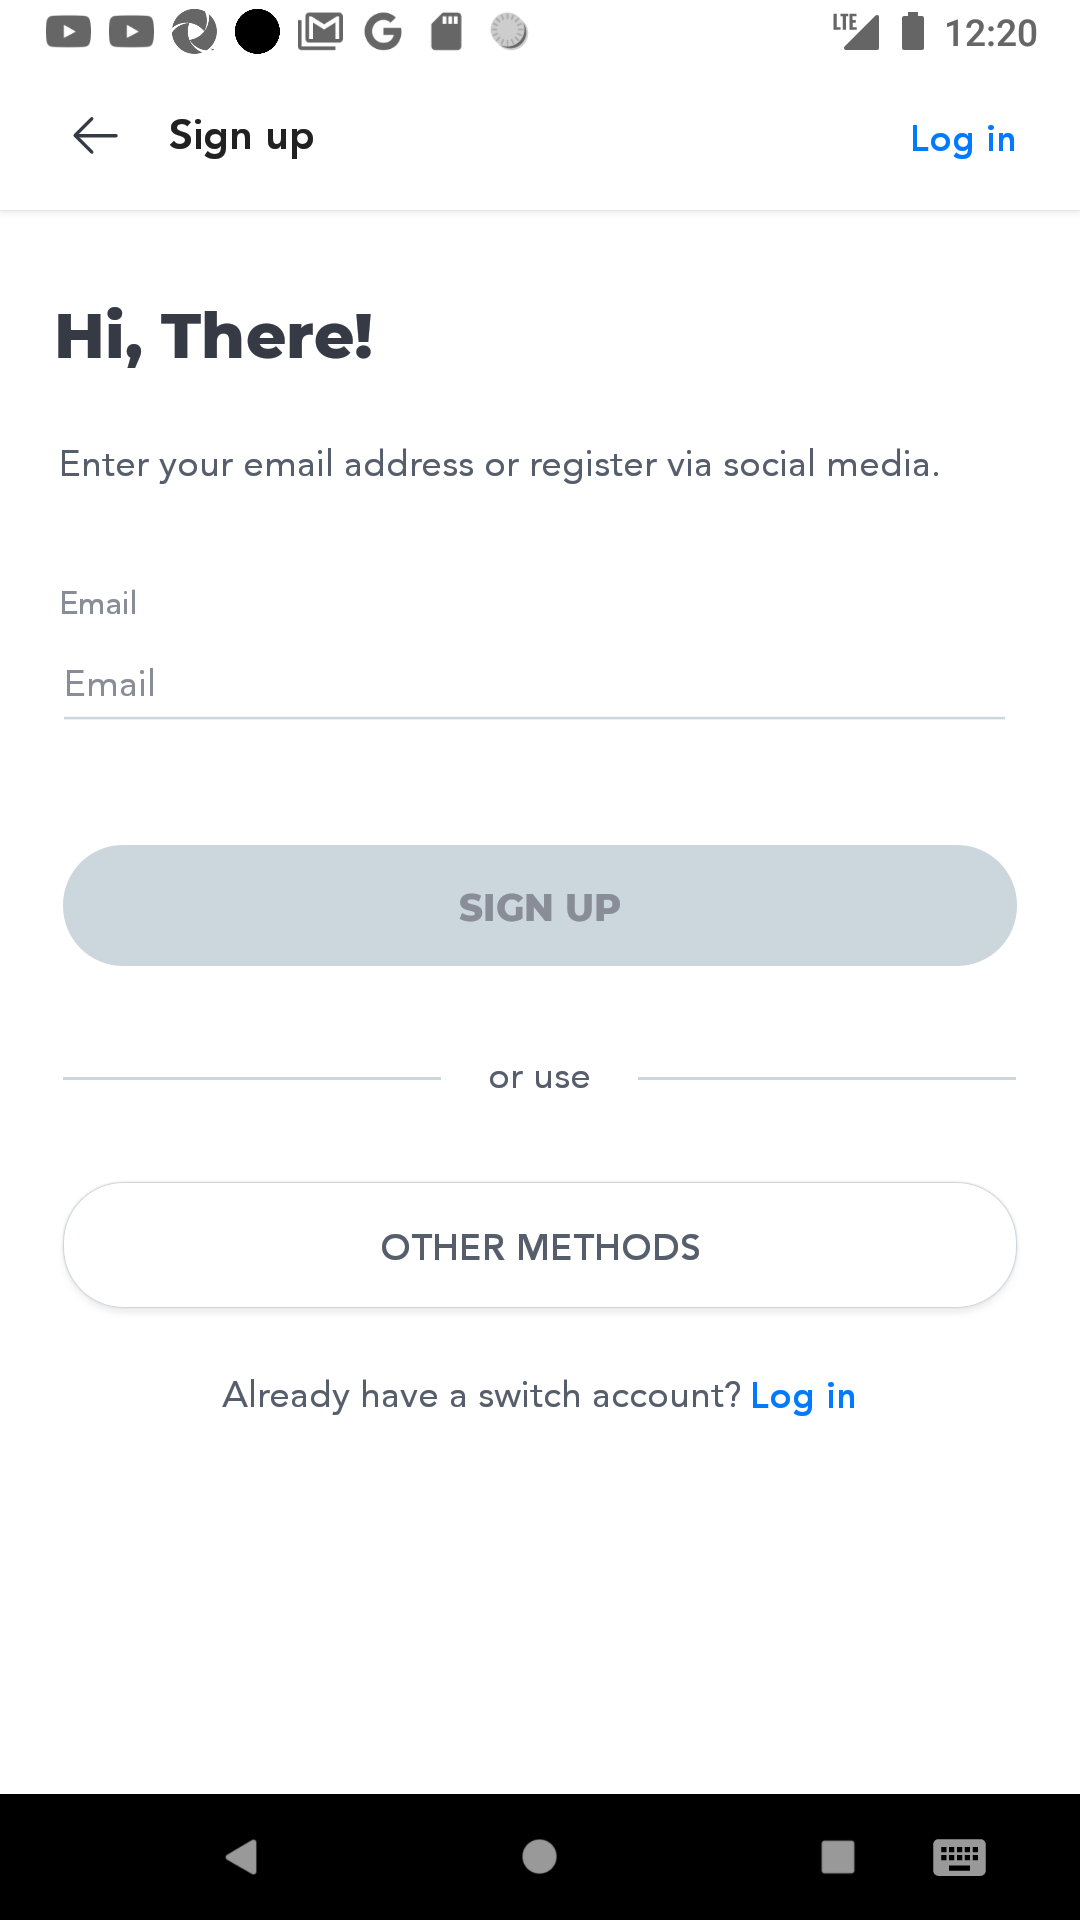 LTE 12:20
Sign up
Log in
Hi, There!
Enter your email address or register via social media.
Email
Email
SIGN UP
or use
OTHER METHODS
Already have a switch account? Log in